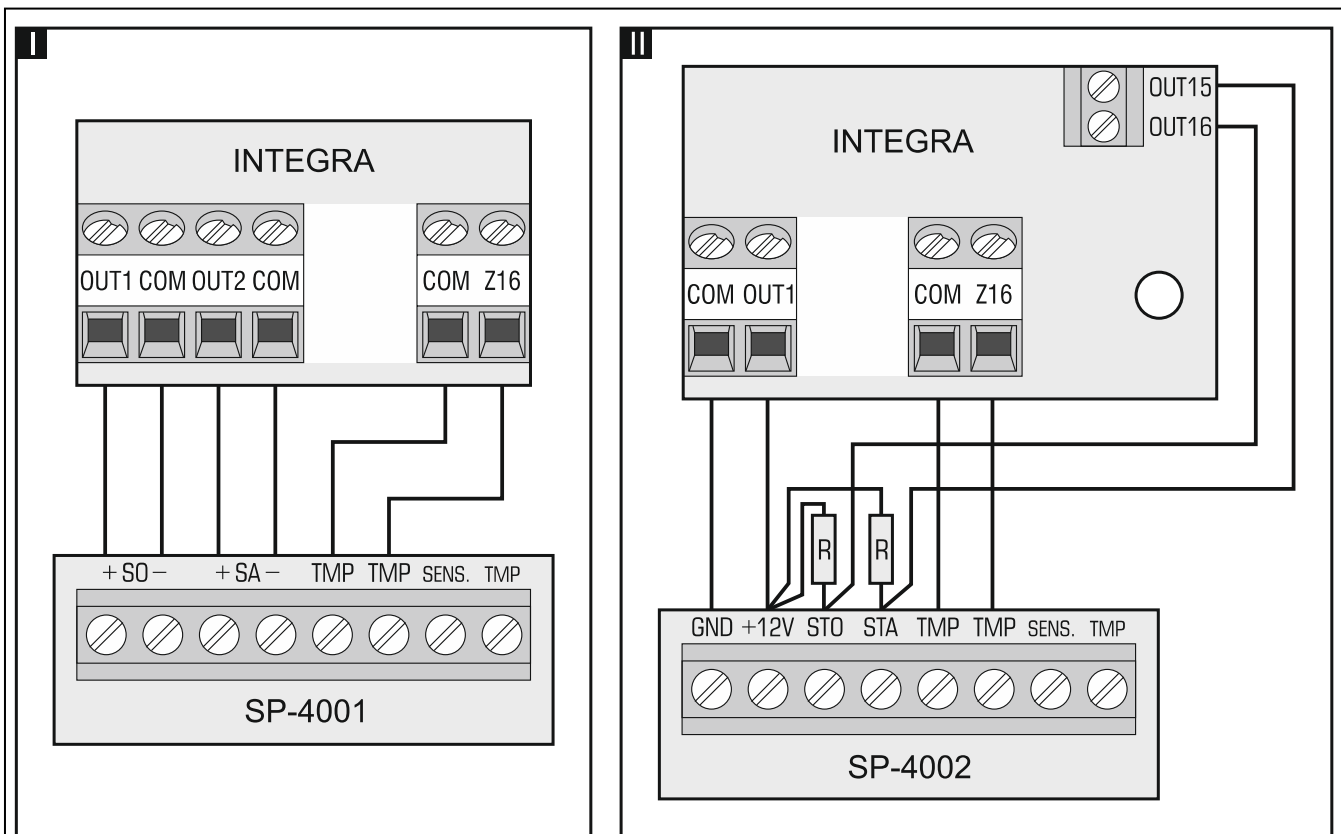 I
INTEGRA
OUT1 COM OUT2 COM
COM Z16
+ SO − + SA − TMP TMP SENS. TMP
SP-4001
II
OUT15
OUT16
INTEGRA
COM OUT1
COM Z16
R
R
GND +12V STO STA TMP TMP SENS. TMP
SP-4002